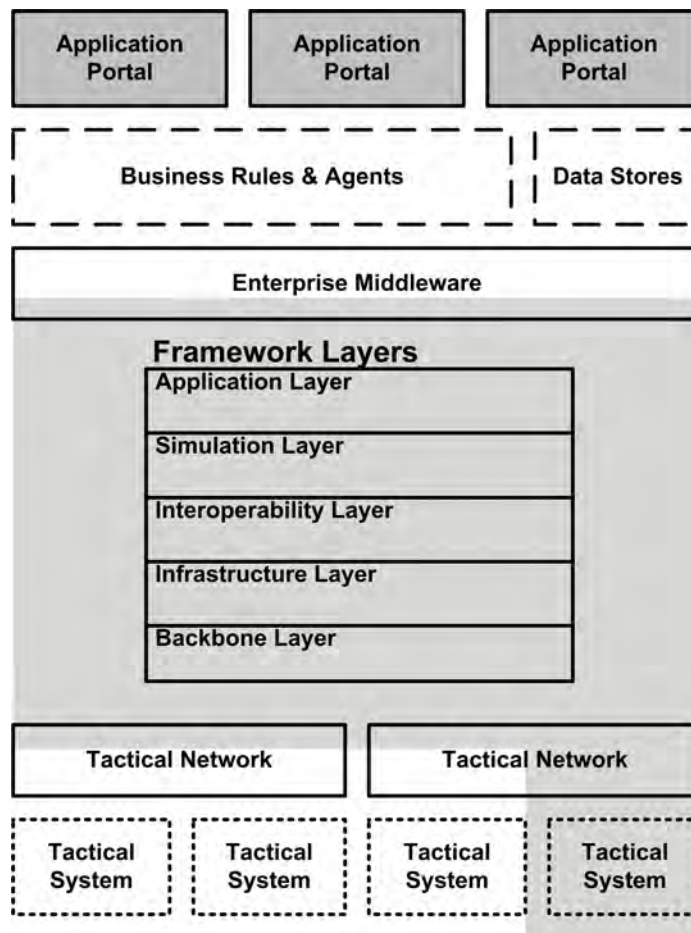 Application
Portal
Application
Portal
Application
Portal
Business Rules & Agents
Data Stores
Enterprise Middleware
Framework Layers
Application Layer
Simulation Layer
Interoperability Layer
Infrastructure Layer
Backbone Layer
Tactical Network
Tactical Network
Tactical
System
Tactical
System
Tactical
System
Tactical
System